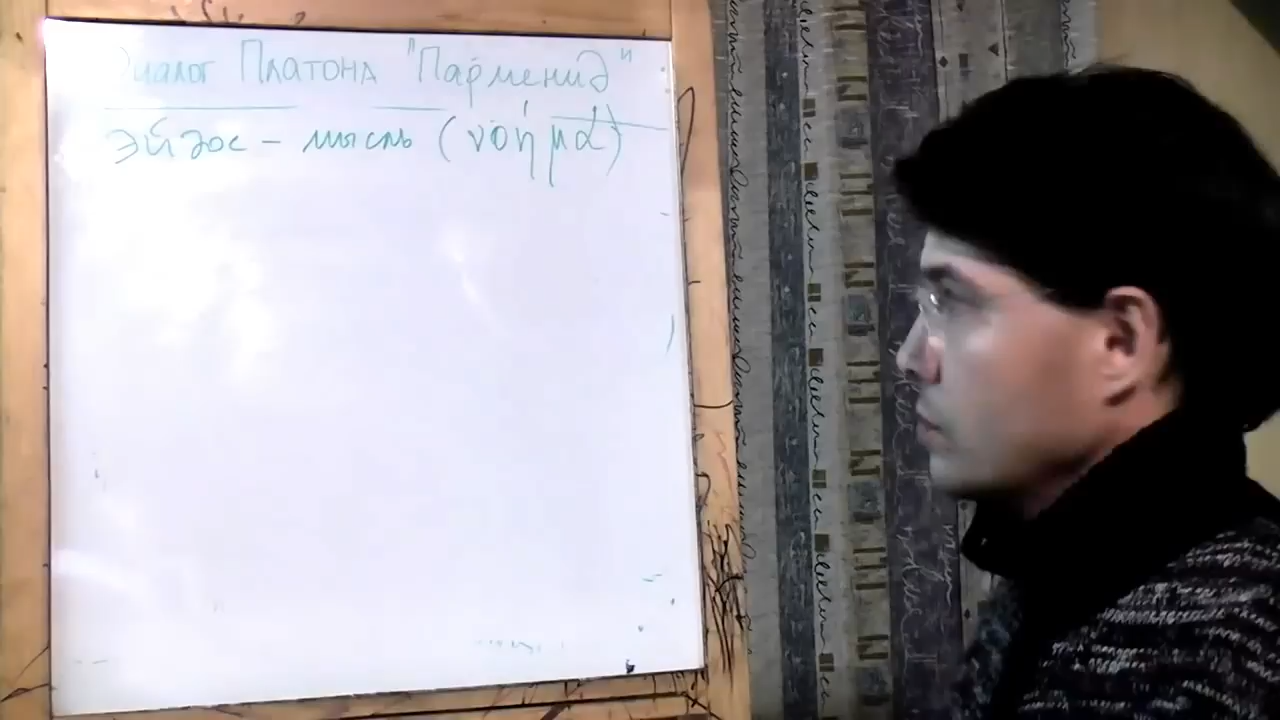 Диалог Платона "Парменид"
эйдос - мысль (νόημα)